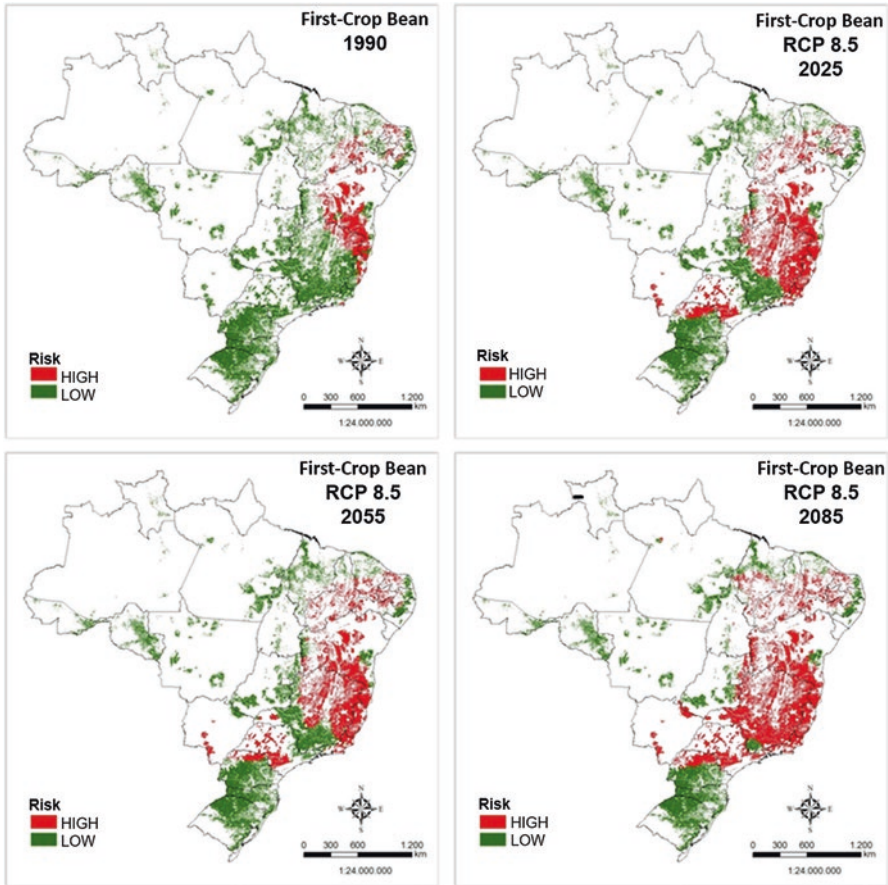 First-Crop Bean
1990
N
W E
S
Risk
HIGH
LOW
0 300 600 1.200
km
1:24.000.000
First-Crop Bean
RCP 8.5
2025
N
W E
S
Risk
HIGH
LOW
0 300 600 1.200
km
1:24.000.000
First-Crop Bean
RCP 8.5
2055
N
W E
S
Risk
HIGH
LOW
0 300 600 1.200
km
1:24.000.000
First-Crop Bean
RCP 8.5
2085
N
W E
S
Risk
HIGH
LOW
0 300 600 1.200
km
1:24.000.000